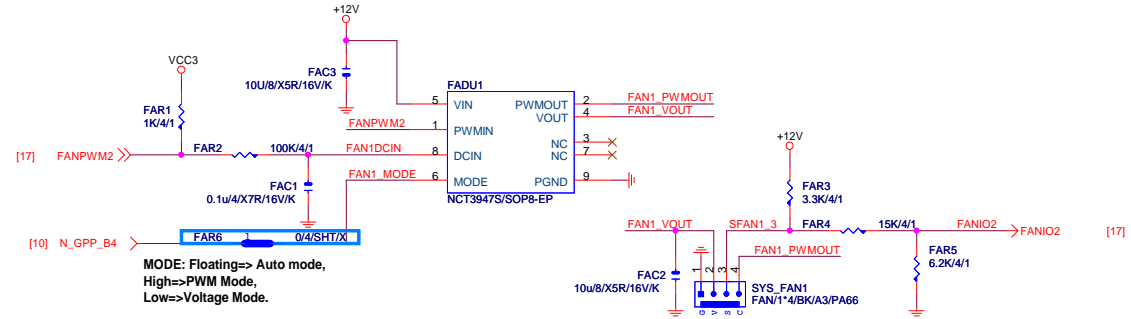 +12V
VCC3
FAC3
10U/8/X5R/16V/K
FADU1
FAR1
1K/4/1
5
VIN
PWMOUT
2
FAN1_PWMOUT
VOUT
4
FAN1_VOUT
FANPWM2
1
PWMIN
NC
3
[17]
FANPWM2
FAR2
100K/4/1
FAN1DCIN
8
DCIN
NC
7
+12V
FAC1
0.1u/4/X7R/16V/K
FAN1_MODE
6
MODE
PGND
9
NCT3947S/SOP8-EP
FAR3
3.3K/4/1
[10]
N_GPP_B4
FAR6
1
0/4/SHT/X
FAN1_VOUT
SFAN1_3
FAR4
15K/4/1
FANIO2
[17]
MODE: Floating=> Auto mode,
High=>PWM Mode,
Low=>Voltage Mode.
FAN1_PWMOUT
FAR5
6.2K/4/1
FAC2
10u/8/X5R/16V/K
1
2
3
4
SYS_FAN1
FAN/1*4/BK/A3/PA66
G
V
S
C